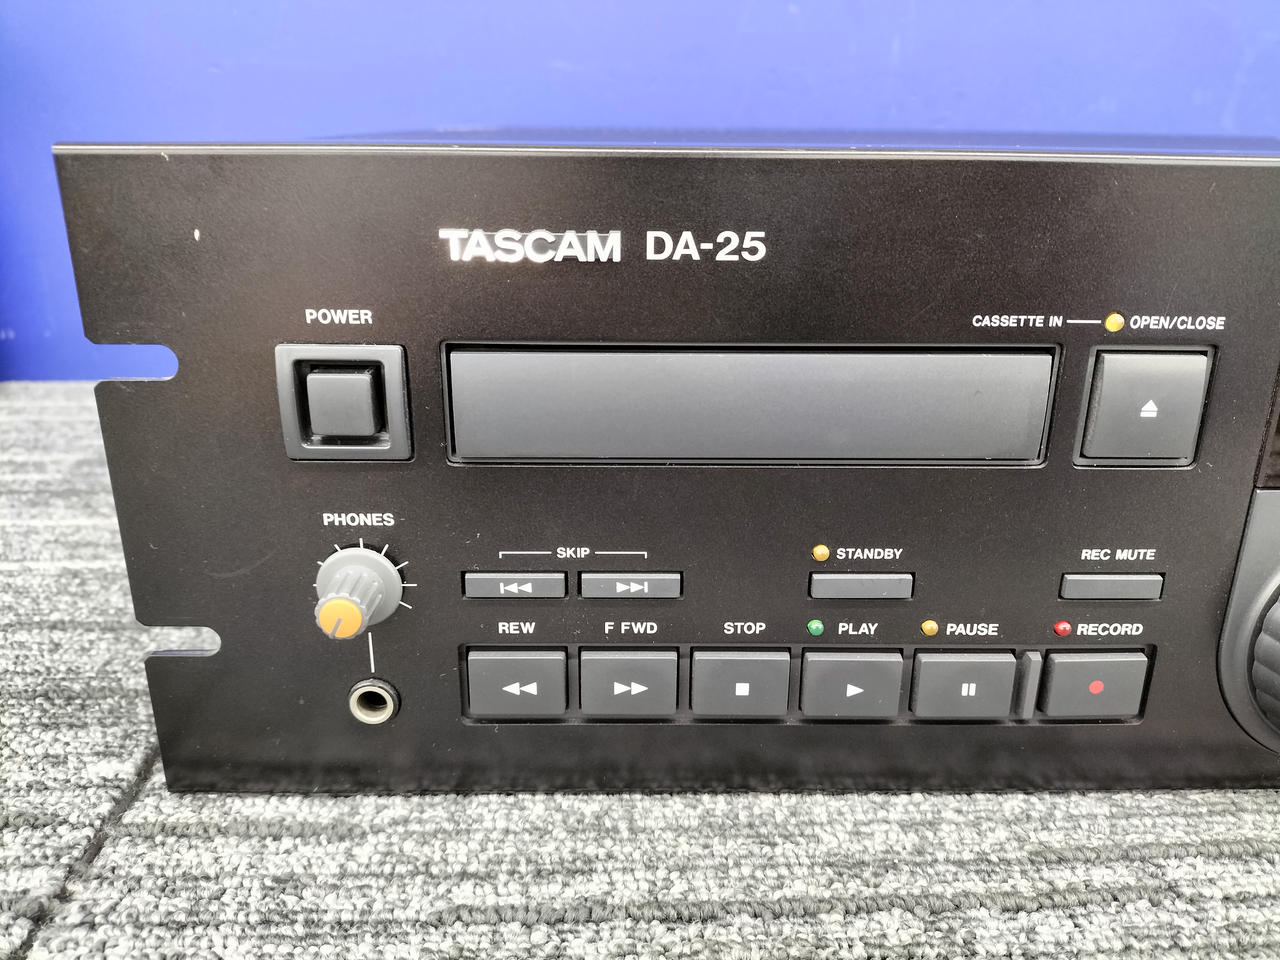 TASCAM DA-25
POWER
CASSETTE IN OPEN/CLOSE
PHONES
SKIP
STANDBY
REC MUTE
REW
F FWD
STOP
PLAY
PAUSE
RECORD